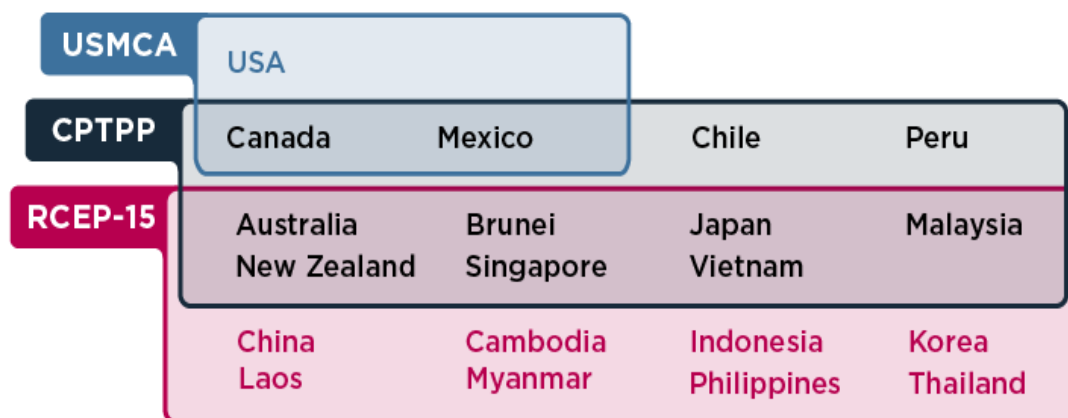 USMCA
USA
CPTPP
Canada Mexico Chile Peru
RCEP-15
Australia Brunei Japan Malaysia
New Zealand Singapore Vietnam
China Cambodia Indonesia Korea
Laos Myanmar Philippines Thailand